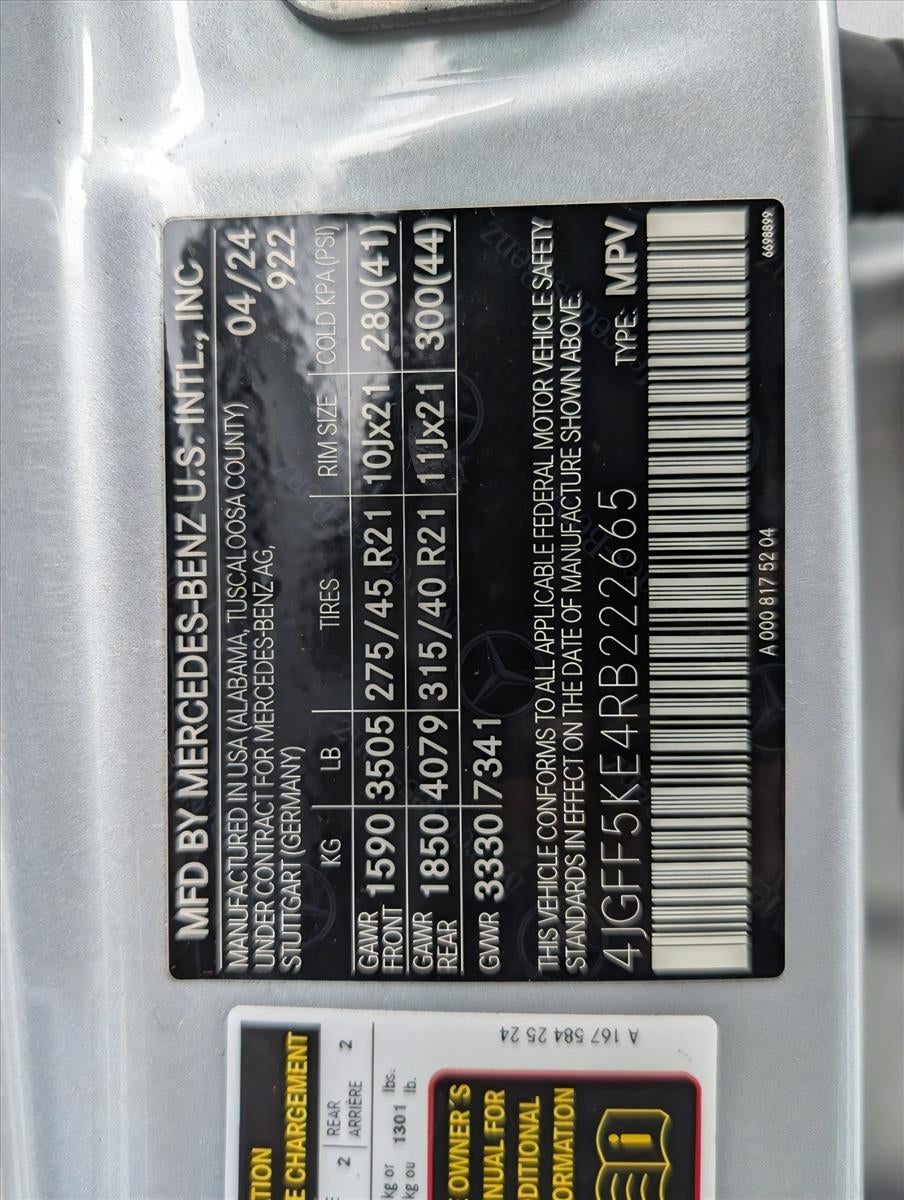 MFD BY MERCEDES-BENZ U.S. INTL., INC
MANUFACTURED IN USA (ALABAMA, TUSCALOOSA COUNTY) 04/24
UNDER CONTRACT FOR MERCEDES-BENZ AG, 922
STUTTGART (GERMANY)
KG LB TIRES RIM SIZE COLD KPA (PSI)
GAWR FRONT 1590 3505 275/45 R21 10Jx21 280(41)
GAWR REAR 1850 4079 315/40 R21 11Jx21 300(44)
GVWR 3330 7341
THIS VEHICLE CONFORMS TO ALL APPLICABLE FEDERAL MOTOR VEHICLE SAFETY
STANDARDS IN EFFECT ON THE DATE OF MANUFACTURE SHOWN ABOVE.
4JGFF5KE4RB222665 TYPE: MPV
A 000 817 52 04
6698899
E CHARGEMENT
2 REAR 2
ARRIÈRE
kg or lbs.
kg ou 1301 lb.
OWNER'S
A 167 584 25 24